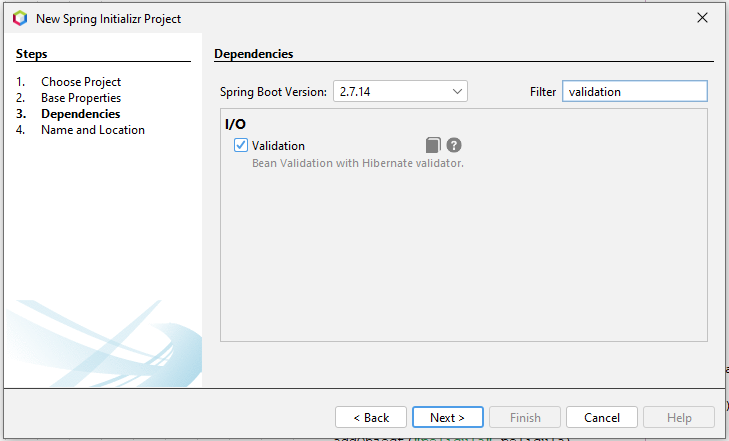 New Spring Initializr Project
Steps
1. Choose Project
2. Base Properties
3. Dependencies
4. Name and Location
Dependencies
Spring Boot Version: 2.7.14 Filter validation
I/O
Validation ?
Bean Validation with Hibernate validator.
< Back Next > Finish Cancel Help